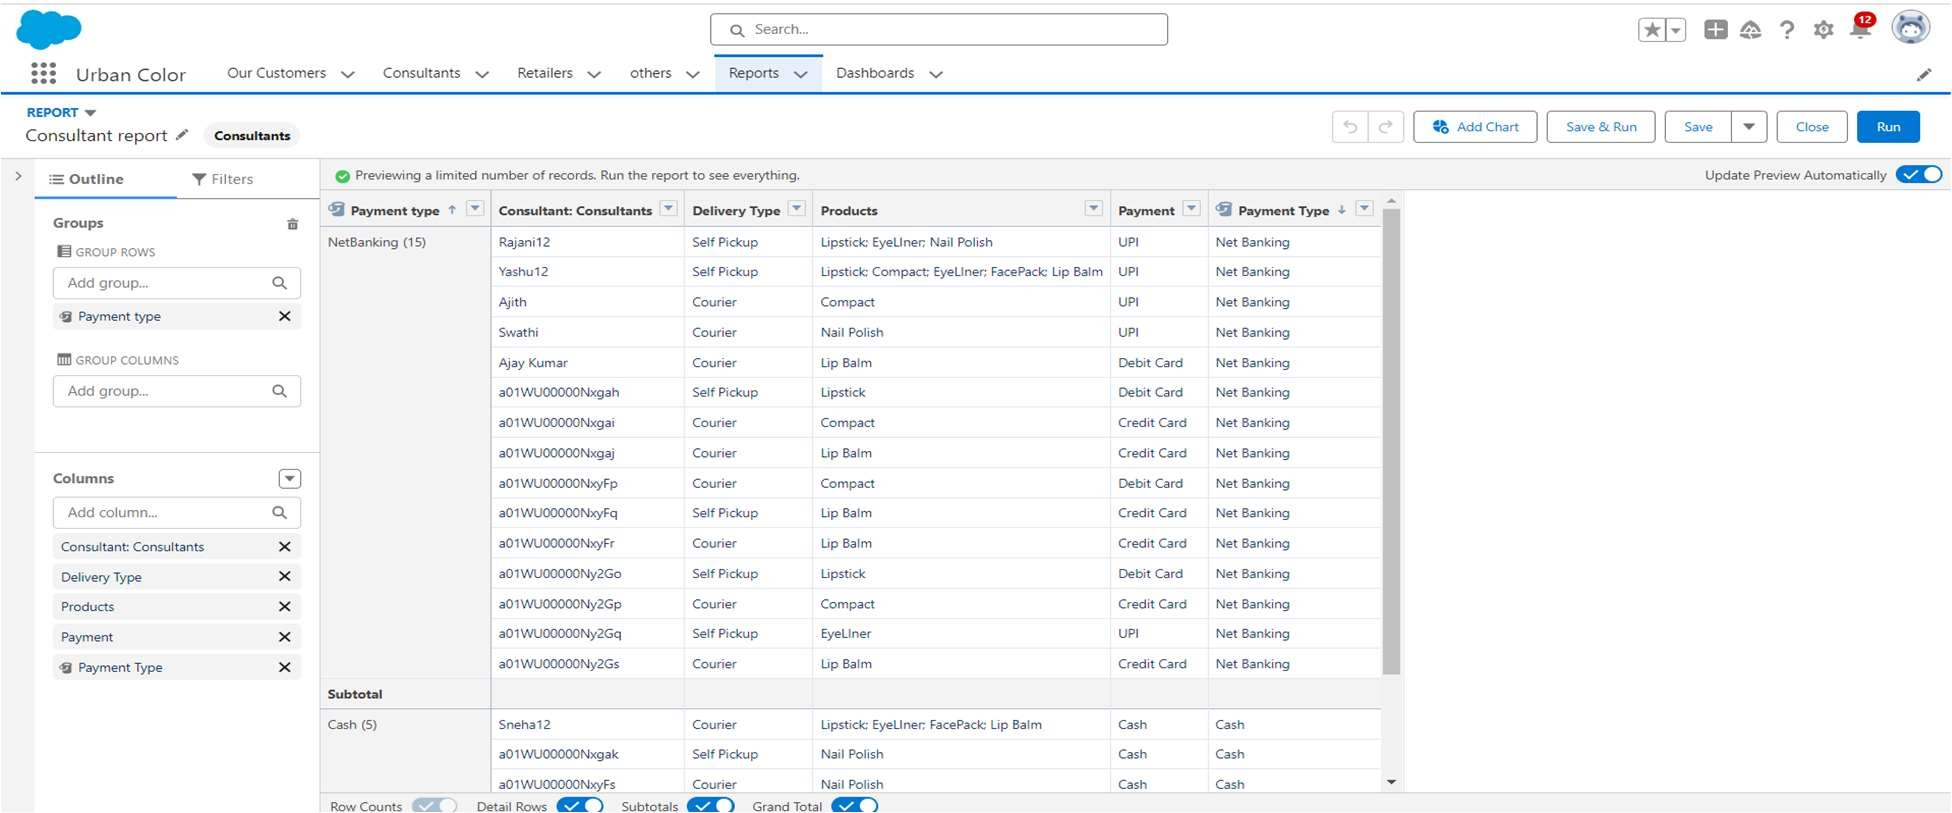 Search...
12
Urban Color Our Customers Consultants Retailers others Reports Dashboards
REPORT
Consultant report Consultants
Add Chart Save & Run Save Close Run
Outline Filters
Previewing a limited number of records. Run the report to see everything. Update Preview Automatically
Groups
GROUP ROWS
Add group...
Payment type
GROUP COLUMNS
Add group...
Columns
Add column...
Consultant: Consultants
Delivery Type
Products
Payment
Payment Type
Payment type Consultant: Consultants Delivery Type Products Payment Payment Type
NetBanking (15) Rajani12 Self Pickup Lipstick; EyeLIner; Nail Polish UPI Net Banking
Yashu12 Self Pickup Lipstick; Compact; EyeLIner; FacePack; Lip Balm UPI Net Banking
Ajith Courier Compact UPI Net Banking
Swathi Courier Nail Polish UPI Net Banking
Ajay Kumar Courier Lip Balm Debit Card Net Banking
a01WU00000Nxgah Self Pickup Lipstick Debit Card Net Banking
a01WU00000Nxgai Courier Compact Credit Card Net Banking
a01WU00000Nxgaj Courier Lip Balm Credit Card Net Banking
a01WU00000NxyFp Courier Compact Debit Card Net Banking
a01WU00000NxyFq Self Pickup Lip Balm Credit Card Net Banking
a01WU00000NxyFr Courier Lip Balm Credit Card Net Banking
a01WU00000Ny2Go Self Pickup Lipstick Debit Card Net Banking
a01WU00000Ny2Gp Courier Compact Credit Card Net Banking
a01WU00000Ny2Gq Self Pickup EyeLIner UPI Net Banking
a01WU00000Ny2Gs Courier Lip Balm Credit Card Net Banking
Subtotal
Cash (5) Sneha12 Courier Lipstick; EyeLIner; FacePack; Lip Balm Cash Cash
a01WU00000Nxgak Self Pickup Nail Polish Cash Cash
a01WU00000NxyFs Courier Nail Polish Cash Cash
Row Counts Detail Rows Subtotals Grand Total